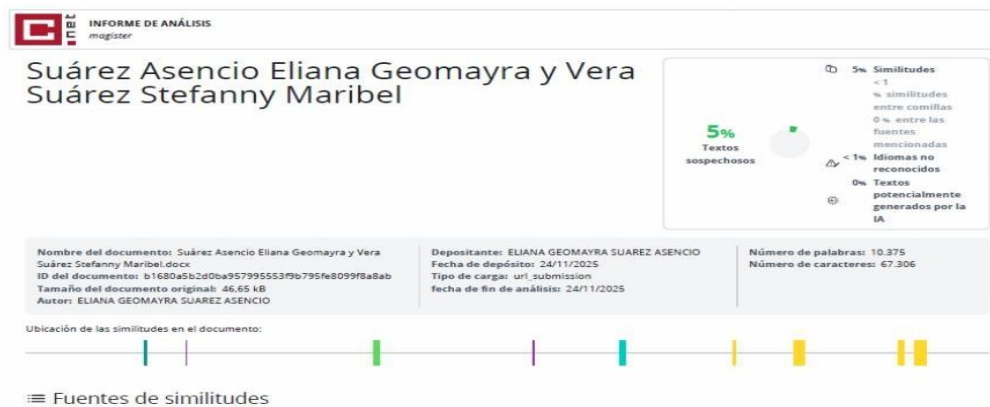 C
.net
INFORME DE ANÁLISIS
magister
Suárez Asencio Eliana Geomayra y Vera
Suárez Stefanny Maribel
5%
Textos
sospechosos
5% Similitudes
< 1
% similitudes
entre comillas
0 % entre las
fuentes
mencionadas
< 1% Idiomas no
reconocidos
0% Textos
potencialmente
generados por la
IA
Nombre del documento: Suárez Asencio Eliana Geomayra y Vera
Suárez Stefanny Maribel.docx
ID del documento: b1680a5b2d0ba957995553f9b795fe8099f8a8ab
Tamaño del documento original: 46,65 kB
Autor: ELIANA GEOMAYRA SUAREZ ASENCIO
Depositante: ELIANA GEOMAYRA SUAREZ ASENCIO
Fecha de depósito: 24/11/2025
Tipo de carga: url_submission
fecha de fin de análisis: 24/11/2025
Número de palabras: 10.375
Número de caracteres: 67.306
Ubicación de las similitudes en el documento:
Fuentes de similitudes